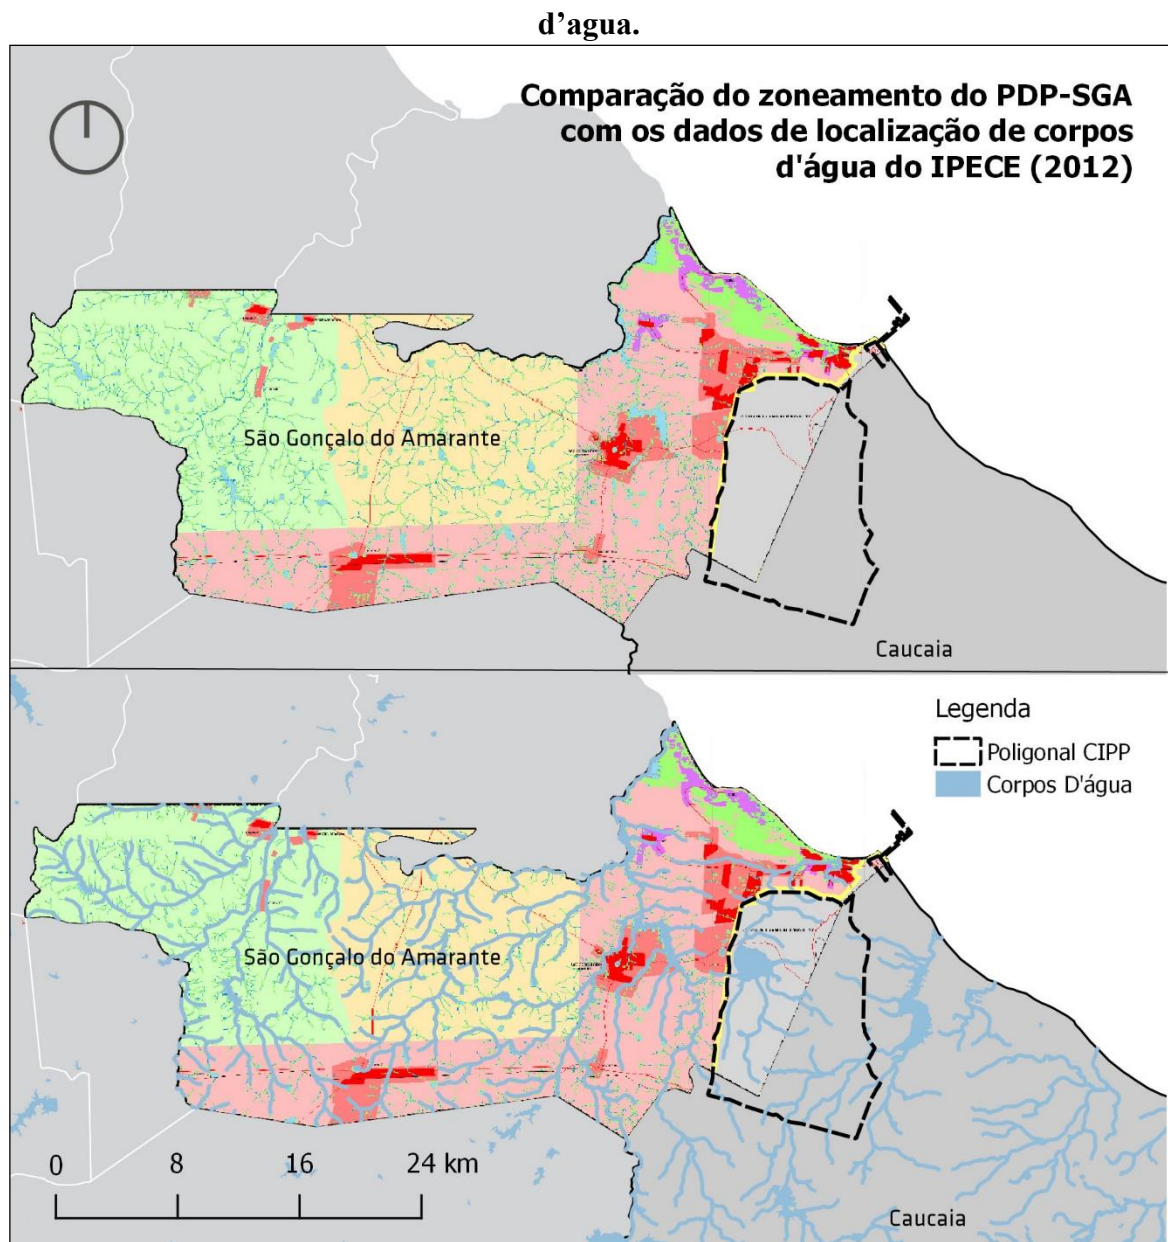 d’agua.
Comparação do zoneamento do PDP-SGA
com os dados de localização de corpos
d'água do IPECE (2012)
São Gonçalo do Amarante
Caucaia
Legenda
Poligonal CIPP
Corpos D'água
São Gonçalo do Amarante
0 8 16 24 km
Caucaia